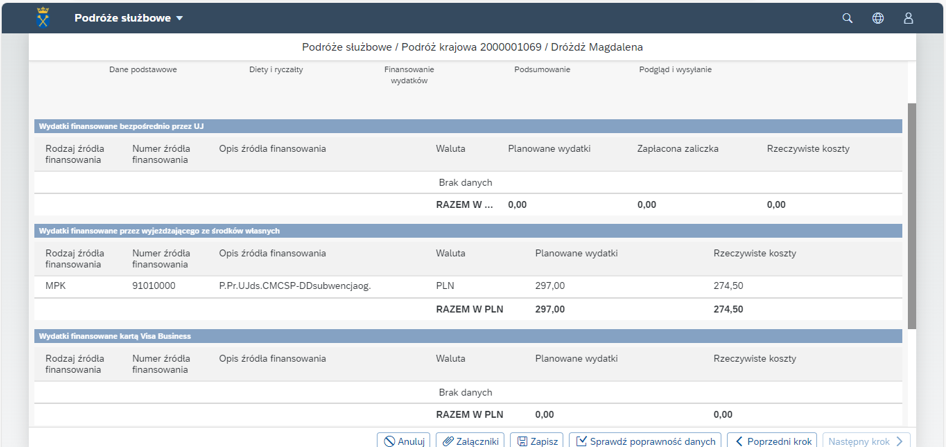 Podróże służbowe
Podróże służbowe / Podróż krajowa 2000001069 / Dróżdż Magdalena
Dane podstawowe Diety i ryczałty Finansowanie wydatków Podsumowanie Podgląd i wysyłanie
Wydatki finansowane bezpośrednio przez UJ
Rodzaj źródła finansowania Numer źródła finansowania Opis źródła finansowania Waluta Planowane wydatki Zapłacona zaliczka Rzeczywiste koszty
Brak danych
RAZEM W ... 0,00 0,00 0,00
Wydatki finansowane przez wyjeżdzającego ze środków własnych
Rodzaj źródła finansowania Numer źródła finansowania Opis źródła finansowania Waluta Planowane wydatki Rzeczywiste koszty
MPK 91010000 P.Pr.UJds.CMCSP-DDsubwencjaog. PLN 297,00 274,50
RAZEM W PLN 297,00 274,50
Wydatki finansowane kartą Visa Business
Rodzaj źródła finansowania Numer źródła finansowania Opis źródła finansowania Waluta Planowane wydatki Rzeczywiste koszty
Brak danych
RAZEM W PLN 0,00 0,00
Anuluj Załączniki Zapisz Sprawdź poprawność danych Poprzedni krok Następny krok